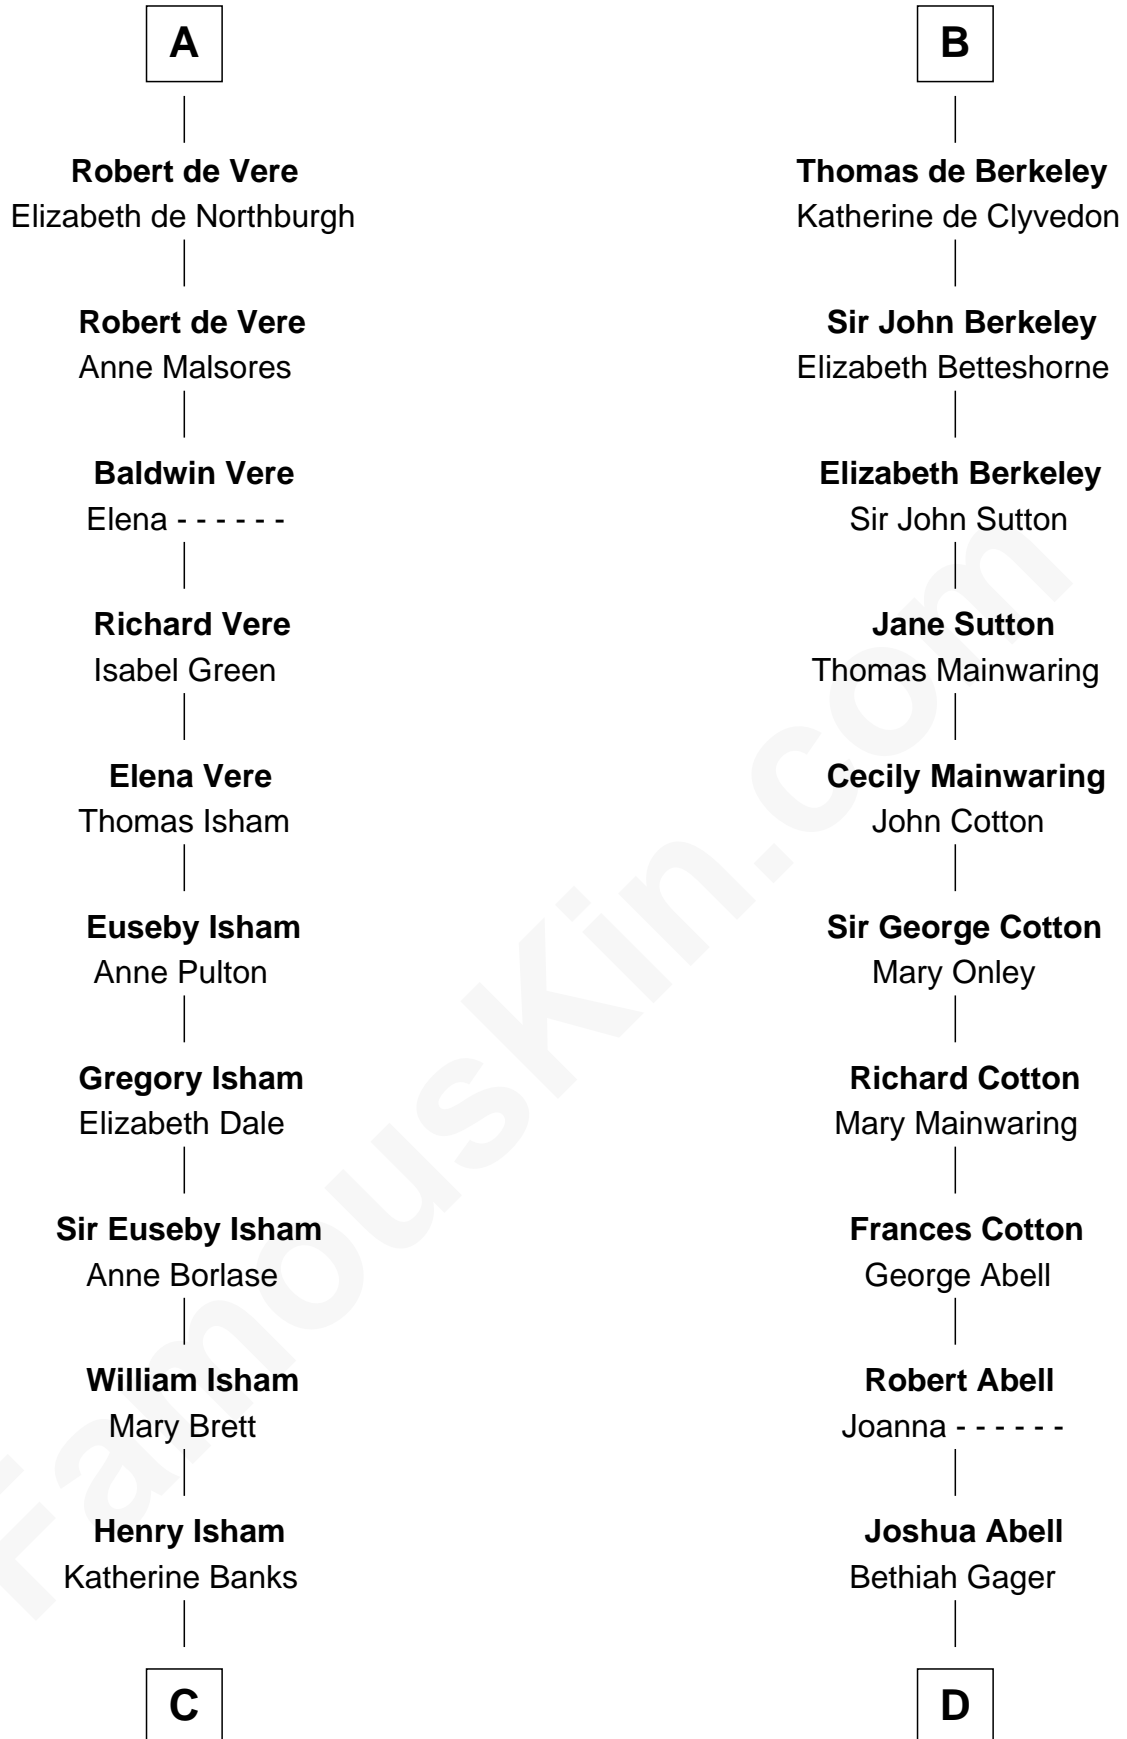 A
Robert de Vere
Elizabeth de Northburgh
Robert de Vere
Anne Malsores
Baldwin Vere
Elena - - - - - -
Richard Vere
Isabel Green
Elena Vere
Thomas Isham
Euseby Isham
Anne Pulton
Gregory Isham
Elizabeth Dale
Sir Euseby Isham
Anne Borlase
William Isham
Mary Brett
Henry Isham
Katherine Banks
C
B
Thomas de Berkeley
Katherine de Clyvedon
Sir John Berkeley
Elizabeth Betteshorne
Elizabeth Berkeley
Sir John Sutton
Jane Sutton
Thomas Mainwaring
Cecily Mainwaring
John Cotton
Sir George Cotton
Mary Onley
Richard Cotton
Mary Mainwaring
Frances Cotton
George Abell
Robert Abell
Joanna - - - - - -
Joshua Abell
Bethiah Gager
D
FamousKin.com